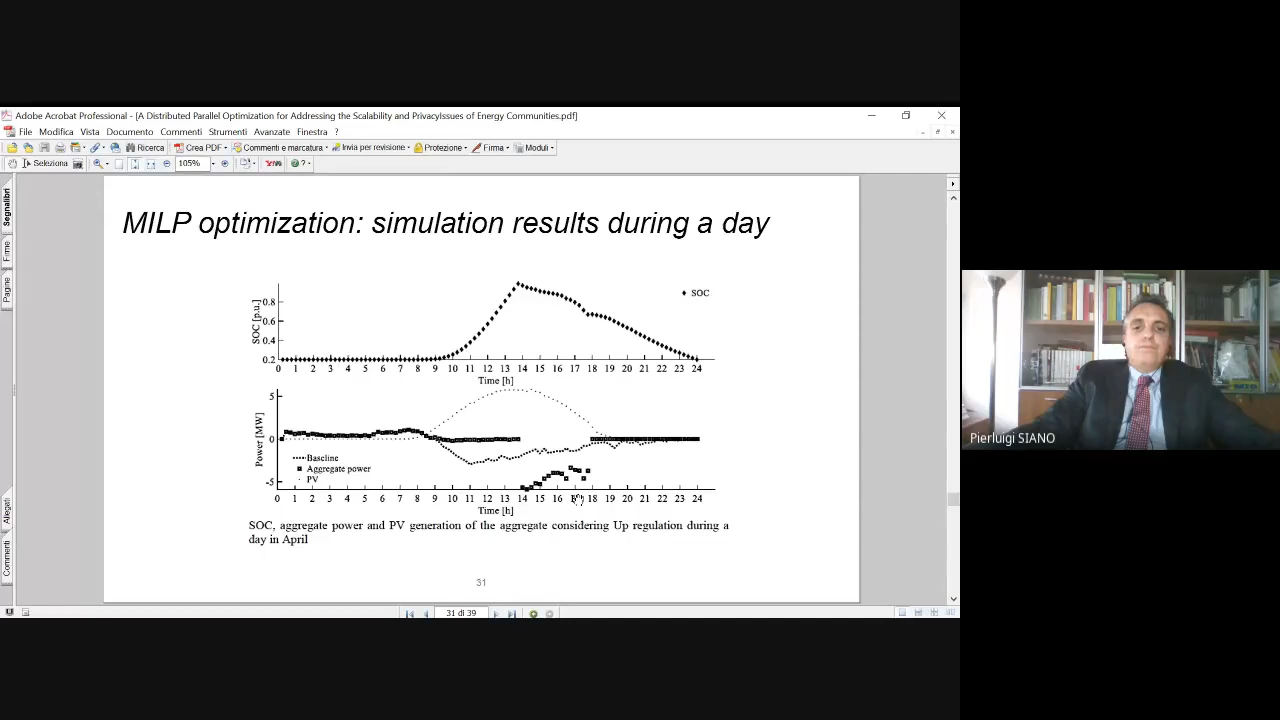 Adobe Acrobat Professional - [A Distributed Parallel Optimization for Addressing the Scalability and PrivacyIssues of Energy Communities.pdf]
File Modifica Vista Documento Commenti Strumenti Avanzate Finestra ?
Ricerca Crea PDF Commenti e marcatura Invia per revisione Protezione Firma Moduli
Seleziona 105% ?
Segnalibri
Firme
Pagine
Allegati
Commenti
MILP optimization: simulation results during a day
SOC [p.u.]
0.8
0.6
0.4
0.2
SOC
0 1 2 3 4 5 6 7 8 9 10 11 12 13 14 15 16 17 18 19 20 21 22 23 24
Time [h]
Power [MW]
5
0
-5
Baseline
Aggregate power
PV
0 1 2 3 4 5 6 7 8 9 10 11 12 13 14 15 16 17 18 19 20 21 22 23 24
Time [h]
SOC, aggregate power and PV generation of the aggregate considering Up regulation during a
day in April
31
31 di 39
Pierluigi SIANO